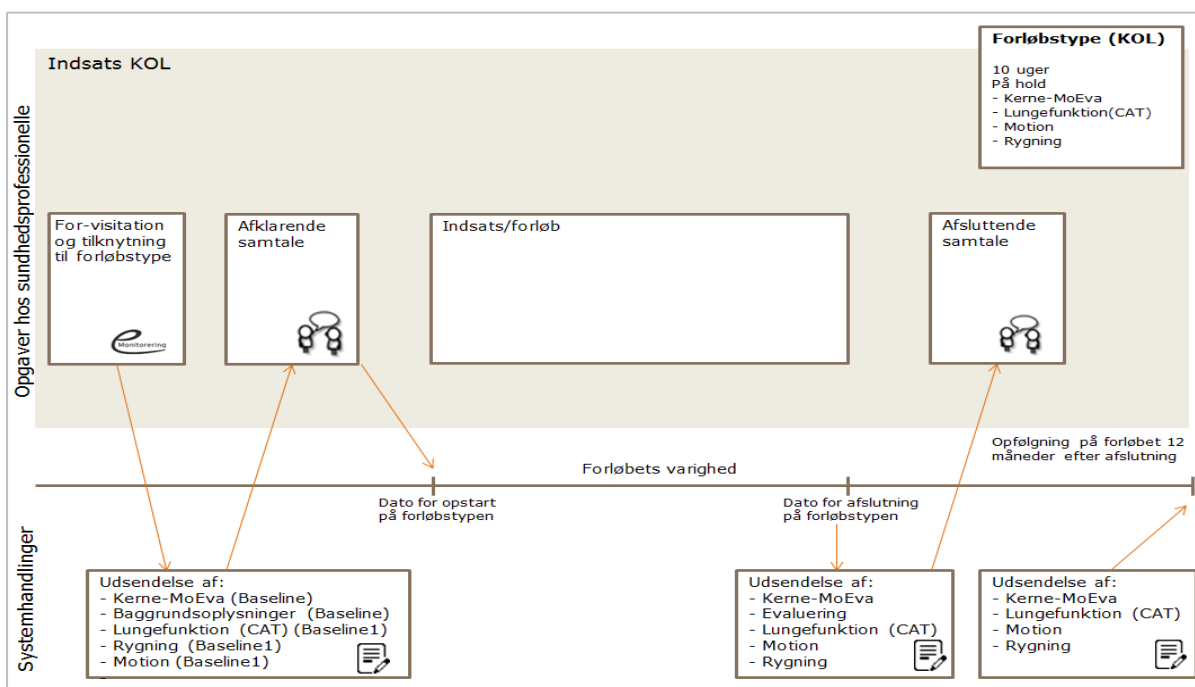 Forløbstype (KOL)
10 uger
På hold
- Kerne-MoEva
- Lungefunktion(CAT)
- Motion
- Rygning
Indsats KOL
Opgaver hos sundhedsprofessionelle
For-visitation
og tilknytning
til forløbstype
e
Monitorering
Afklarende
samtale
Indsats/forløb
Afsluttende
samtale
Opfølgning på forløbet 12
måneder efter afslutning
Forløbets varighed
Dato for opstart
på forløbstypen
Dato for afslutning
på forløbstypen
Systemhandlinger
Udsendelse af:
- Kerne-MoEva (Baseline)
- Baggrundsoplysninger (Baseline)
- Lungefunktion (CAT) (Baseline1)
- Rygning (Baseline1)
- Motion (Baseline1)
-
Udsendelse af:
- Kerne-MoEva
- Evaluering
- Lungefunktion (CAT)
- Motion
- Rygning
Udsendelse af:
- Kerne-MoEva
- Lungefunktion (CAT)
- Motion
- Rygning